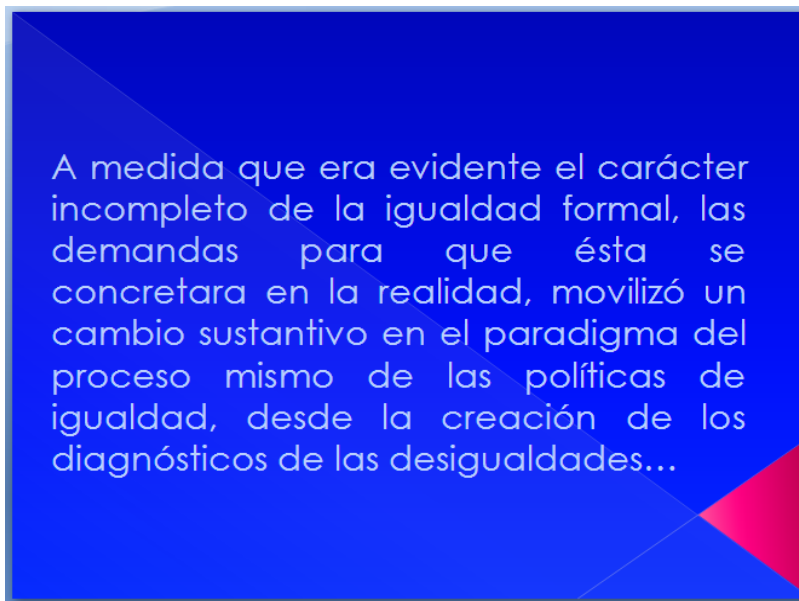 A medida que era evidente el carácter
incompleto de la igualdad formal, las
demandas para que ésta se
concretara en la realidad, movilizó un
cambio sustantivo en el paradigma del
proceso mismo de las políticas de
igualdad, desde la creación de los
diagnósticos de las desigualdades...